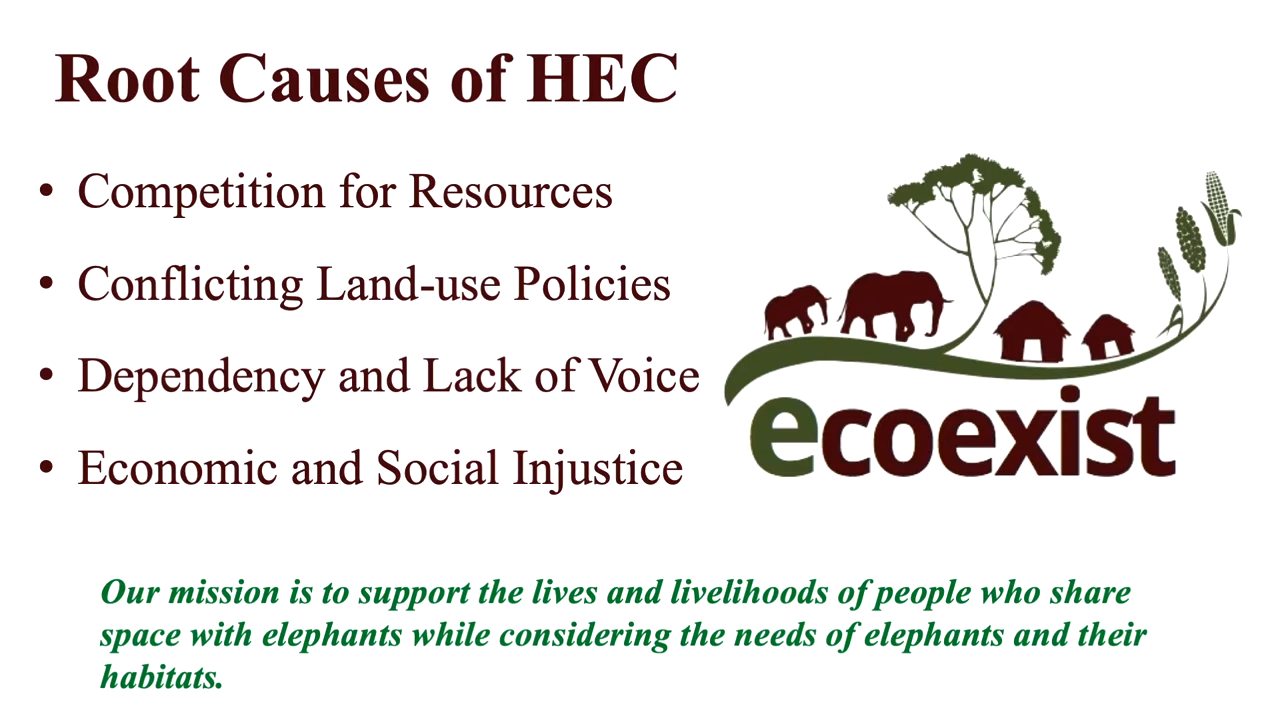 Root Causes of HEC
• Competition for Resources
• Conflicting Land-use Policies
• Dependency and Lack of Voice
• Economic and Social Injustice
ecoexist
Our mission is to support the lives and livelihoods of people who share
space with elephants while considering the needs of elephants and their
habitats.